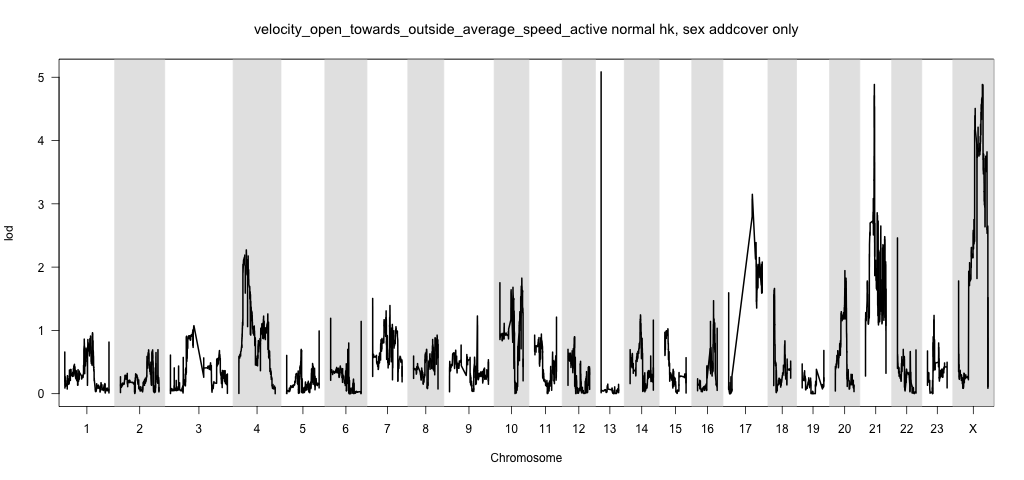 velocity_open_towards_outside_average_speed_active normal hk, sex addcover only
5
4
3
2
1
0
lod
1 2 3 4 5 6 7 8 9 10 11 12 13 14 15 16 17 18 19 20 21 22 23 X
Chromosome